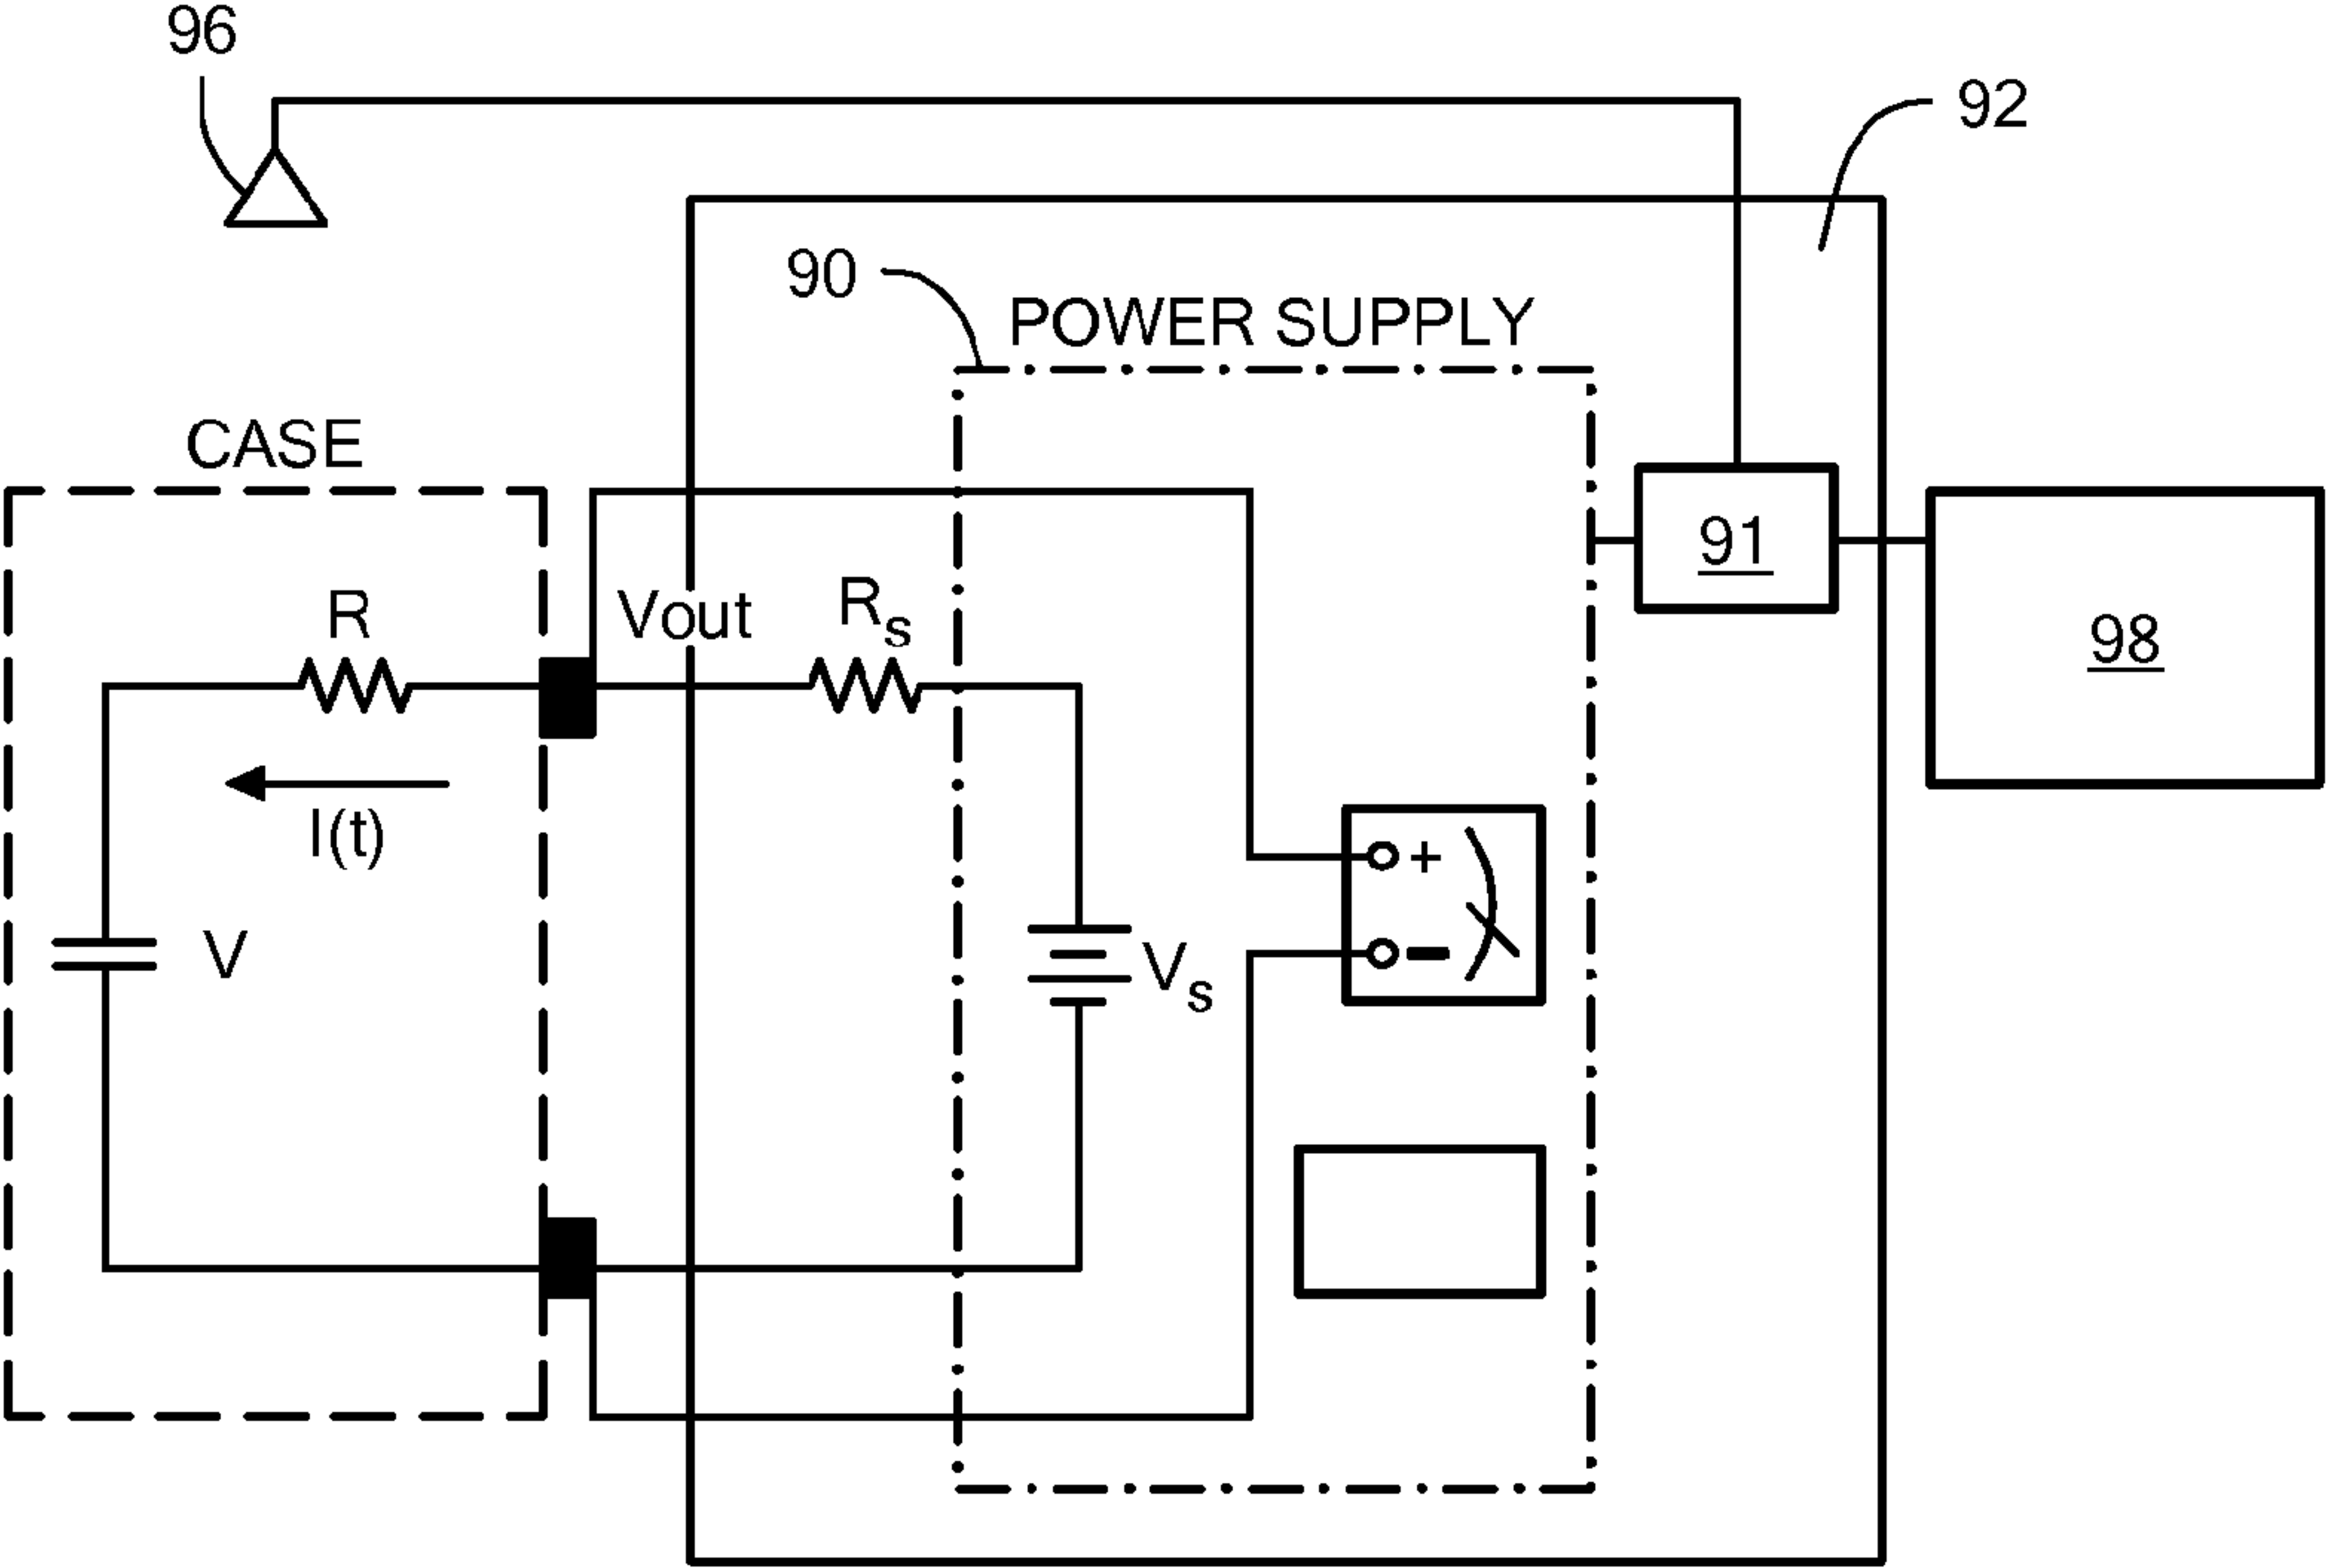 96
92
90
POWER SUPPLY
CASE
91
R
Vout
Rs
98
I(t)
+
V
Vs
−